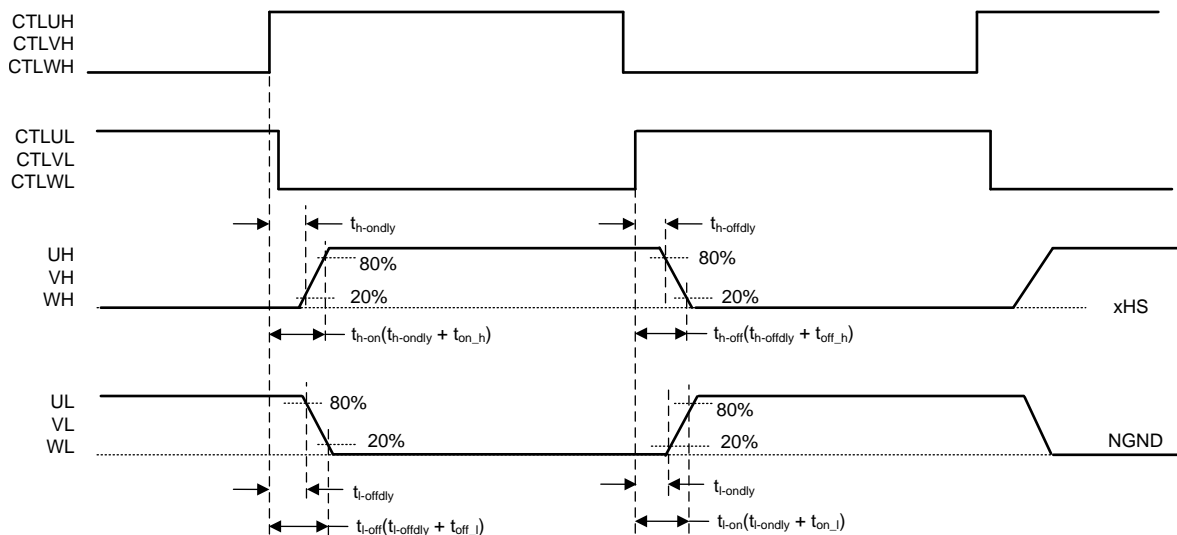 CTLUH
CTLVH
CTLWH
CTLUL
CTLVL
CTLWL
th-ondly
th-offdly
UH
VH
WH
80%
20%
80%
20%
xHS
th-on(th-ondly + ton_h)
th-off(th-offdly + toff_h)
UL
VL
WL
80%
20%
80%
20%
NGND
tl-offdly
tl-ondly
tl-off(tl-offdly + toff_l)
tl-on(tl-ondly + ton_l)